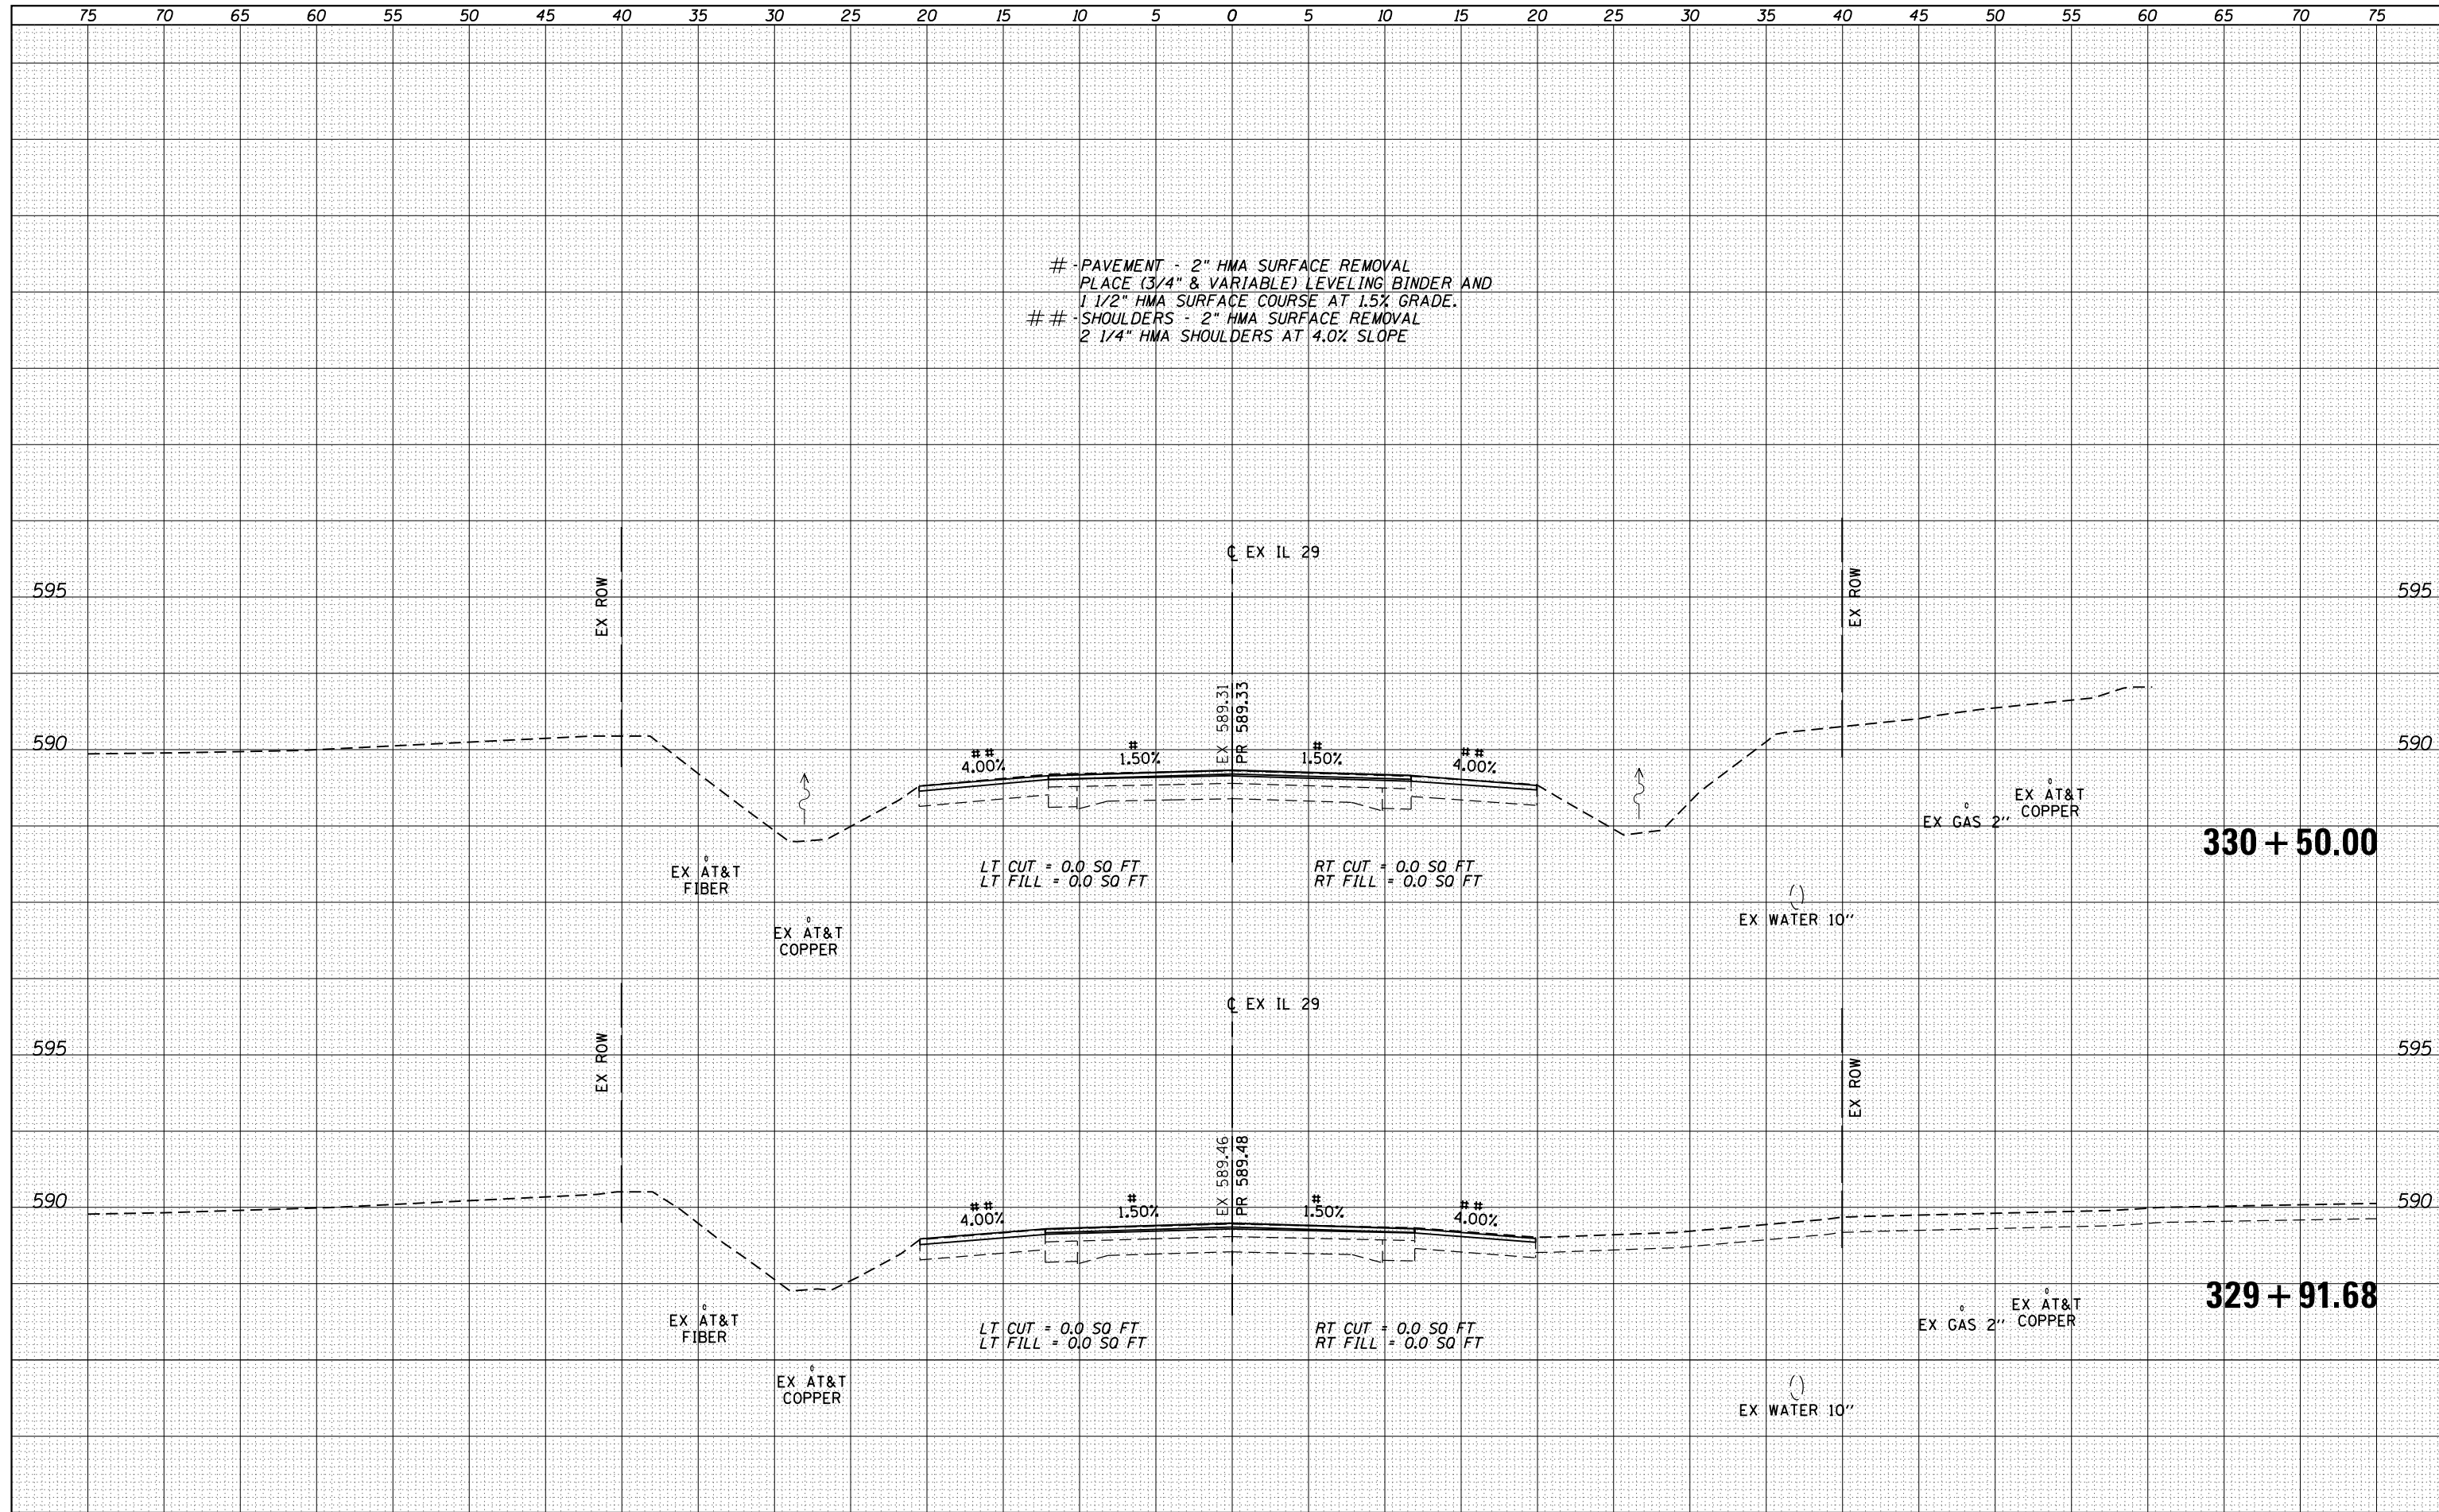 75 70 65 60 55 50 45 40 35 30 25 20 15 10 5 0 5 10 15 20 25 30 35 40 45 50 55 60 65 70 75
# - PAVEMENT - 2" HMA SURFACE REMOVAL
PLACE (3/4" & VARIABLE) LEVELING BINDER AND
1 1/2" HMA SURFACE COURSE AT 1.5% GRADE.
# # - SHOULDERS - 2" HMA SURFACE REMOVAL
2 1/4" HMA SHOULDERS AT 4.0% SLOPE
℄ EX IL 29
595
EX ROW
EX ROW
595
EX 589.31
PR 589.33
590
# #
4.00%
#
1.50%
#
1.50%
# #
4.00%
590
EX AT&T
FIBER
EX AT&T
COPPER
LT CUT = 0.0 SQ FT
LT FILL = 0.0 SQ FT
RT CUT = 0.0 SQ FT
RT FILL = 0.0 SQ FT
EX GAS 2''
EX AT&T
COPPER
EX WATER 10''
330 + 50.00
℄ EX IL 29
595
EX ROW
EX ROW
595
EX 589.46
PR 589.48
590
# #
4.00%
#
1.50%
#
1.50%
# #
4.00%
590
EX AT&T
FIBER
EX AT&T
COPPER
LT CUT = 0.0 SQ FT
LT FILL = 0.0 SQ FT
RT CUT = 0.0 SQ FT
RT FILL = 0.0 SQ FT
EX GAS 2''
EX AT&T
COPPER
EX WATER 10''
329 + 91.68